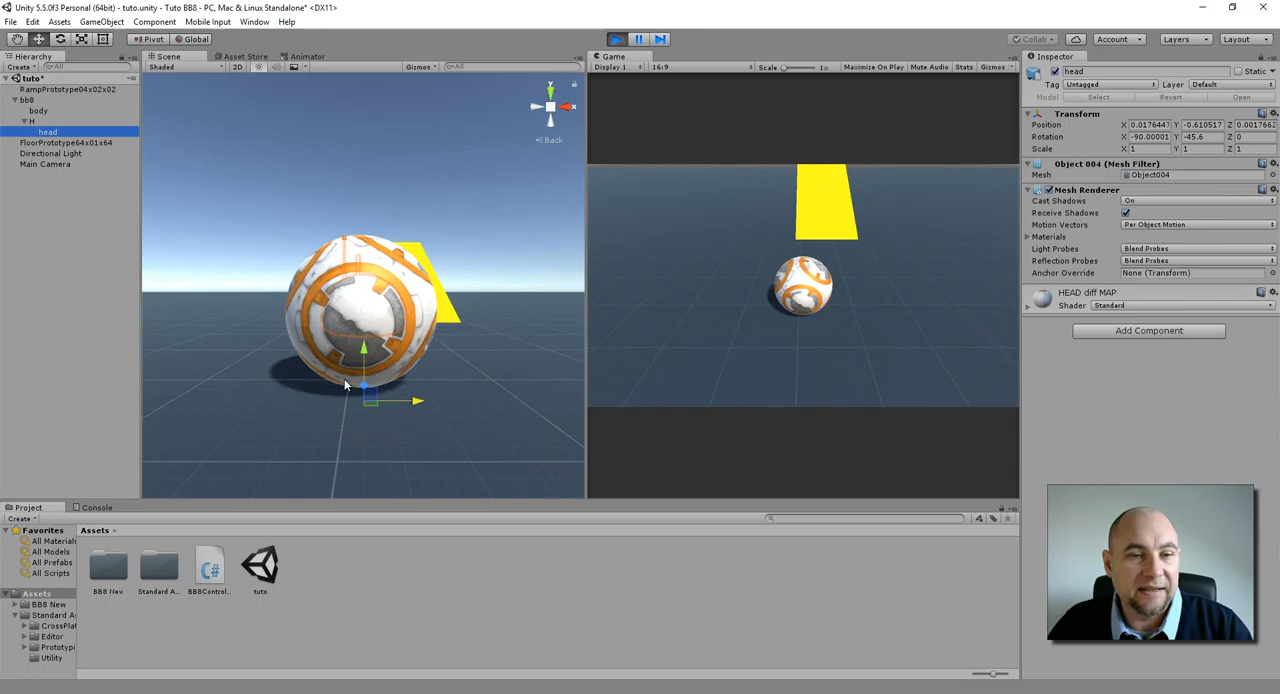 Unity 5.5.0f3 Personal (64bit) - tuto.unity - Tuto BB8 - PC, Mac & Linux Standalone* <DX11>
File Edit Assets GameObject Component Mobile Input Window Help
Pivot Global Collab Account Layers Layout
Hierarchy Scene Asset Store Animator Game Inspector
Create All Shaded 2D Gizmos All Display 1 16:9 Scale 1x Maximize On Play Mute Audio Stats Gizmos head Static
tuto*
Tag Untagged Layer Default
RampPrototype04x02x02
Model Select Revert Open
bb8
body
Transform
H
Position X 0.0176447 Y -0.610517 Z 0.0017662
head
Rotation X -90.00001 Y -45.6 Z 0
FloorPrototype64x01x64
Back
Scale X 1 Y 1 Z 1
Directional Light
Main Camera
Object 004 (Mesh Filter)
Mesh Object004
Mesh Renderer
Cast Shadows On
Receive Shadows
Motion Vectors Per Object Motion
Materials
Light Probes Blend Probes
Reflection Probes Blend Probes
Anchor Override None (Transform)
HEAD diff MAP
Shader Standard
Add Component
Project Console
Create
Favorites Assets
All Materials
All Models
All Prefabs
All Scripts
C#
BB8 New Standard A... BB8Control... tuto
Assets
BB8 New
Standard As
CrossPlat
Editor
Prototypi
Utility